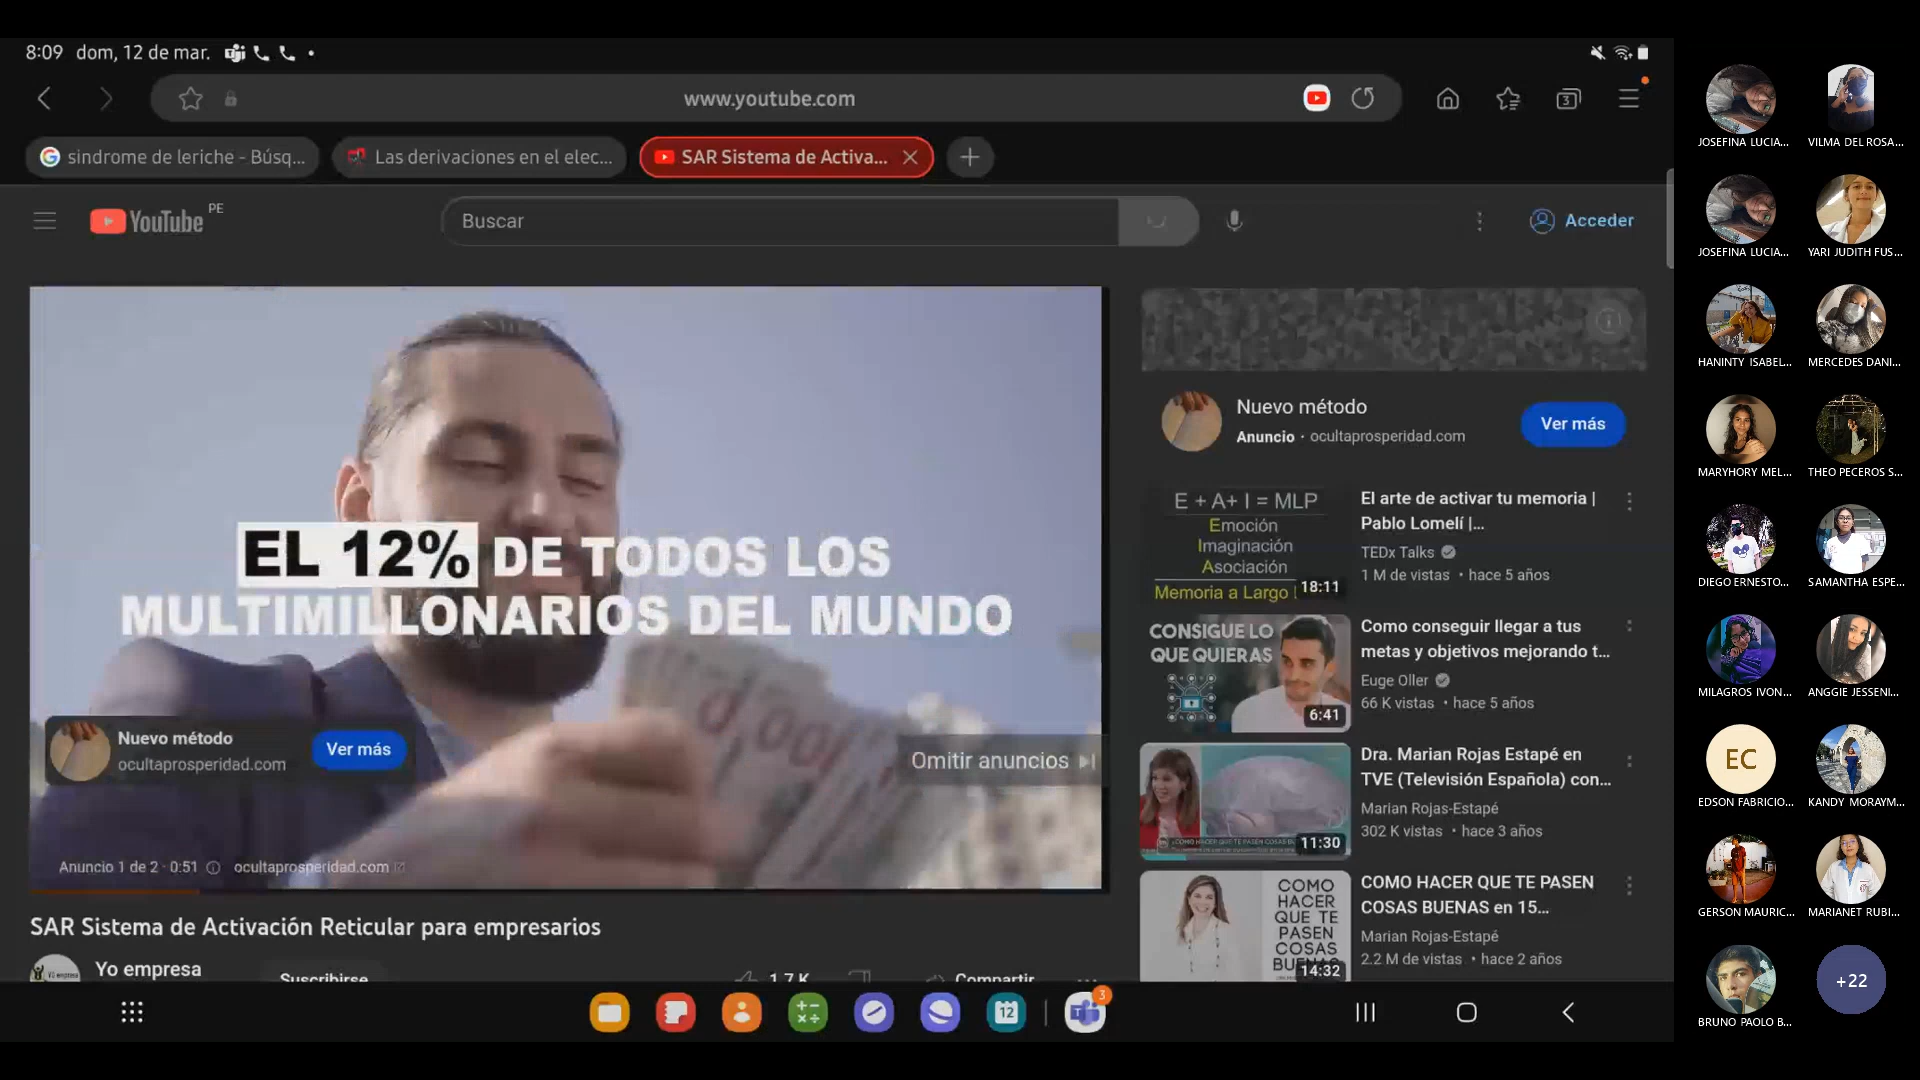 8:09 dom, 12 de mar.
www.youtube.com
3
sindrome de leriche - Búsq...
Las derivaciones en el elec...
SAR Sistema de Activa...
YouTube PE
Buscar
Acceder
EL 12% DE TODOS LOS
MULTIMILLONARIOS DEL MUNDO
Nuevo método
ocultaprosperidad.com
Ver más
Omitir anuncios
Anuncio 1 de 2 · 0:51
ocultaprosperidad.com
SAR Sistema de Activación Reticular para empresarios
Yo empresa
Suscribirse
1.7 K
Compartir
Nuevo método
Anuncio · ocultaprosperidad.com
Ver más
E + A+ I = MLP
Emoción
Imaginación
Asociación
Memoria a Largo
18:11
El arte de activar tu memoria |
Pablo Lomelí |...
TEDx Talks
1 M de vistas • hace 5 años
CONSIGUE LO
QUE QUIERAS
6:41
Como conseguir llegar a tus
metas y objetivos mejorando t...
Euge Oller
66 K vistas • hace 5 años
11:30
Dra. Marian Rojas Estapé en
TVE (Televisión Española) con...
Marian Rojas-Estapé
302 K vistas • hace 3 años
COMO
HACER
QUE TE
PASEN
COSAS
BUENAS
14:32
COMO HACER QUE TE PASEN
COSAS BUENAS en 15...
Marian Rojas-Estapé
2.2 M de vistas • hace 2 años
12
3
JOSEFINA LUCIA...
VILMA DEL ROSA...
JOSEFINA LUCIA...
YARI JUDITH FUS...
HANINTY ISABEL...
MERCEDES DANI...
MARYHORY MEL...
THEO PECEROS S...
DIEGO ERNESTO...
SAMANTHA ESPE...
MILAGROS IVON...
ANGGIE JESSENI...
EC
EDSON FABRICIO...
KANDY MORAYM...
GERSON MAURIC...
MARIANET RUBI...
BRUNO PAOLO B...
+22